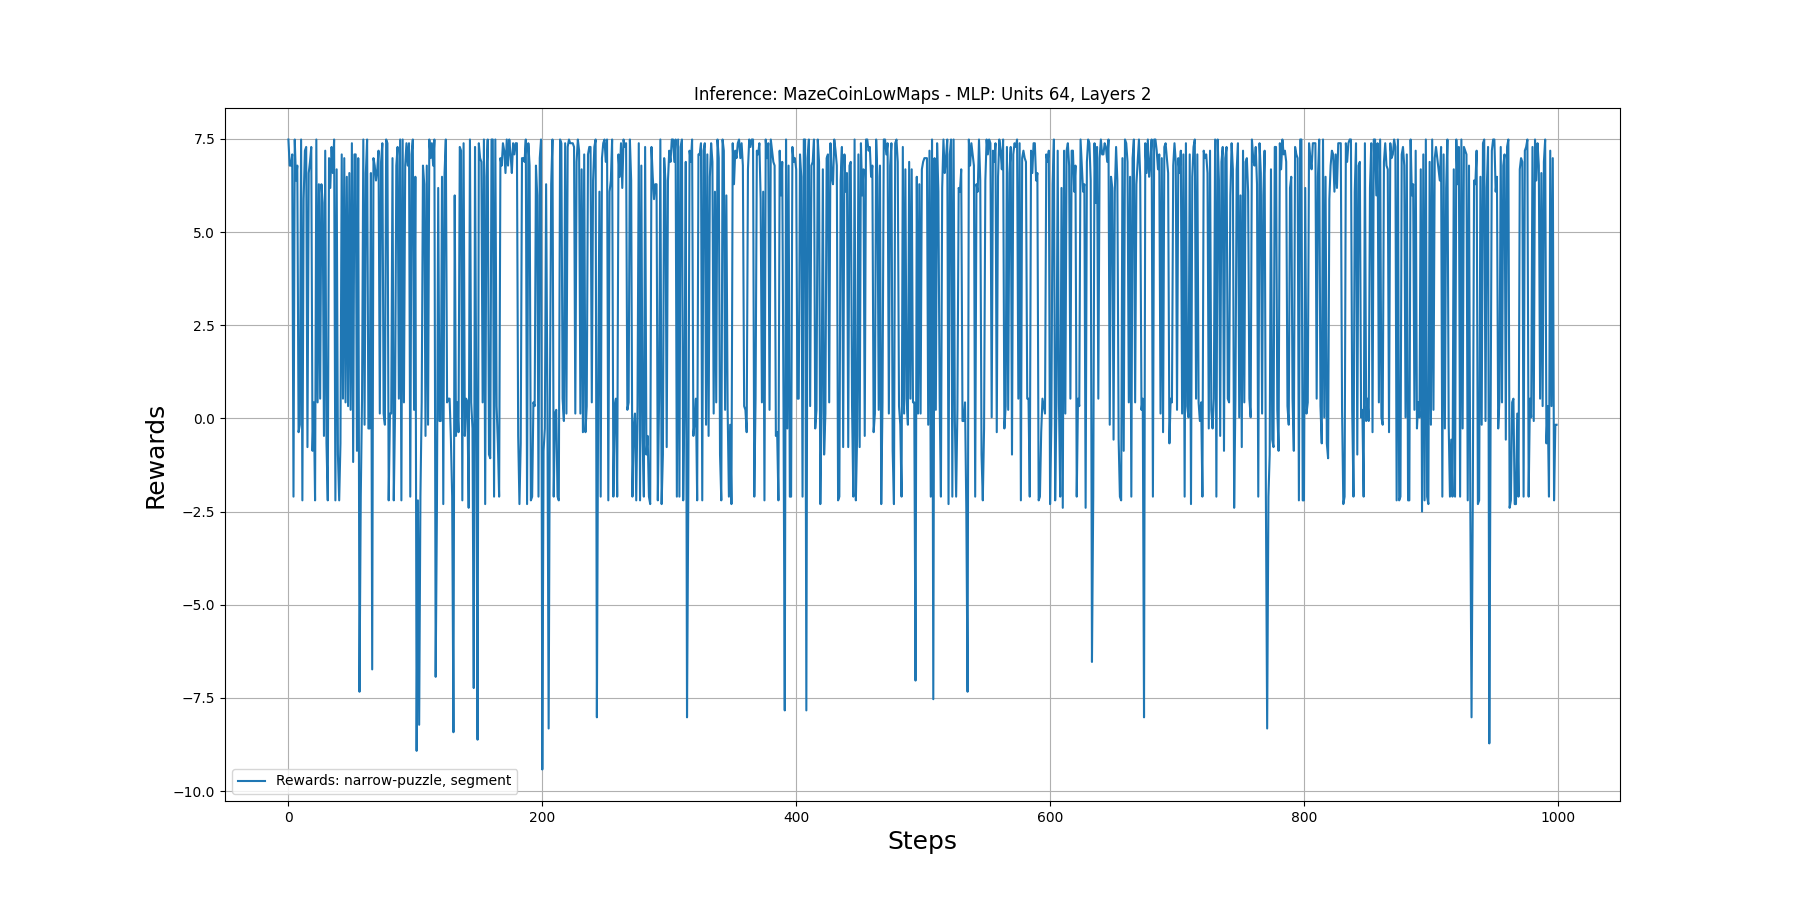 Inference: MazeCoinLowMaps - MLP: Units 64, Layers 2
7.5
5.0
2.5
0.0
−2.5
−5.0
−7.5
−10.0
Rewards
Rewards: narrow-puzzle, segment
0 200 400 600 800 1000
Steps